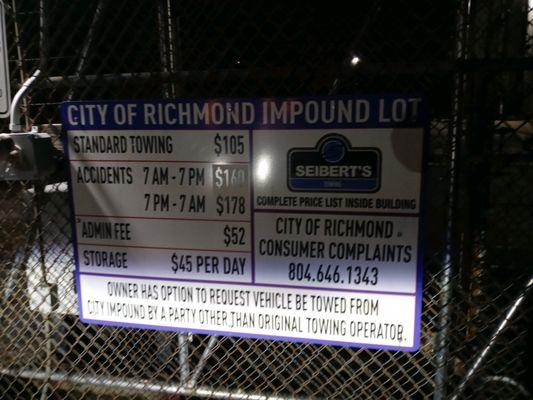 CITY OF RICHMOND IMPOUND LOT
STANDARD TOWING $105
ACCIDENTS 7 AM - 7 PM
7 PM - 7 AM $178
ADMIN FEE $52
STORAGE $45 PER DAY
SEIBERT'S
TOWING
COMPLETE PRICE LIST INSIDE BUILDING
CITY OF RICHMOND
CONSUMER COMPLAINTS
804.646.1343
OWNER HAS OPTION TO REQUEST VEHICLE BE TOWED FROM
CITY IMPOUND BY A PARTY OTHER THAN ORIGINAL TOWING OPERATOR.